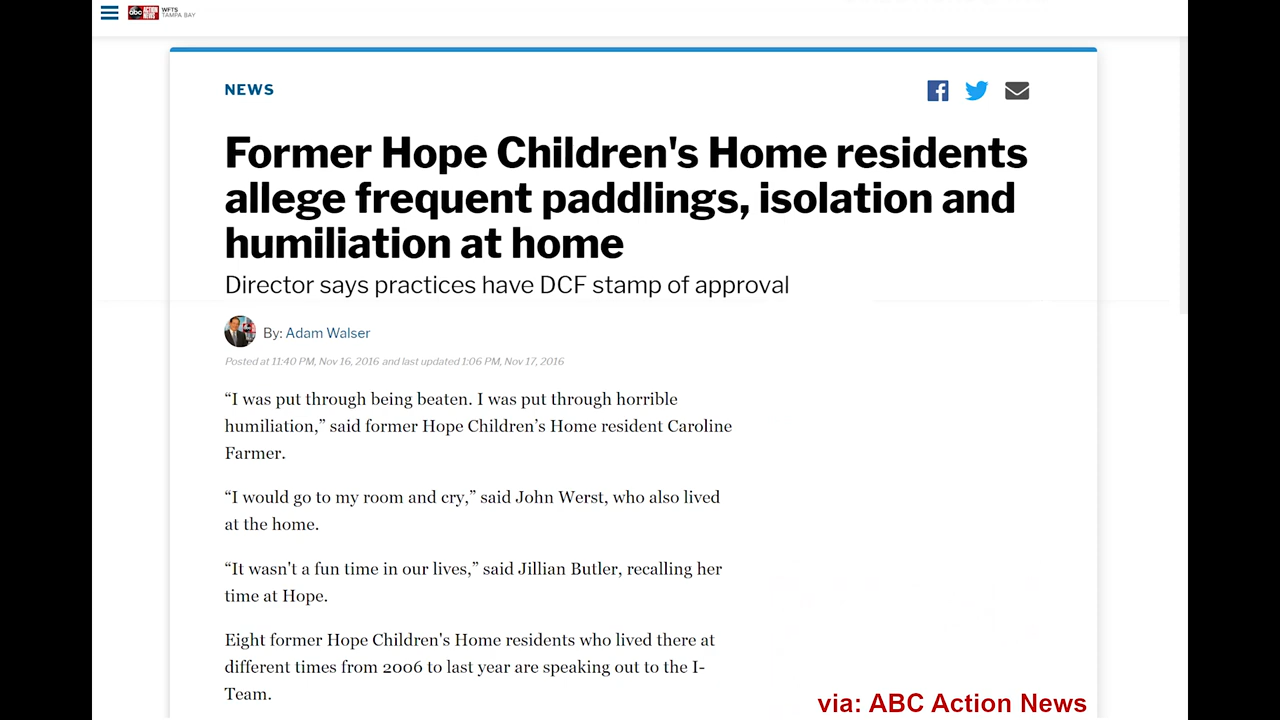 abc ACTION NEWS WFTS
TAMPA BAY
NEWS
Former Hope Children's Home residents
allege frequent paddlings, isolation and
humiliation at home
Director says practices have DCF stamp of approval
By: Adam Walser
Posted at 11:40 PM, Nov 16, 2016 and last updated 1:06 PM, Nov 17, 2016
“I was put through being beaten. I was put through horrible
humiliation,” said former Hope Children’s Home resident Caroline
Farmer.
“I would go to my room and cry,” said John Werst, who also lived
at the home.
“It wasn't a fun time in our lives,” said Jillian Butler, recalling her
time at Hope.
Eight former Hope Children's Home residents who lived there at
different times from 2006 to last year are speaking out to the I-
Team.
via: ABC Action News